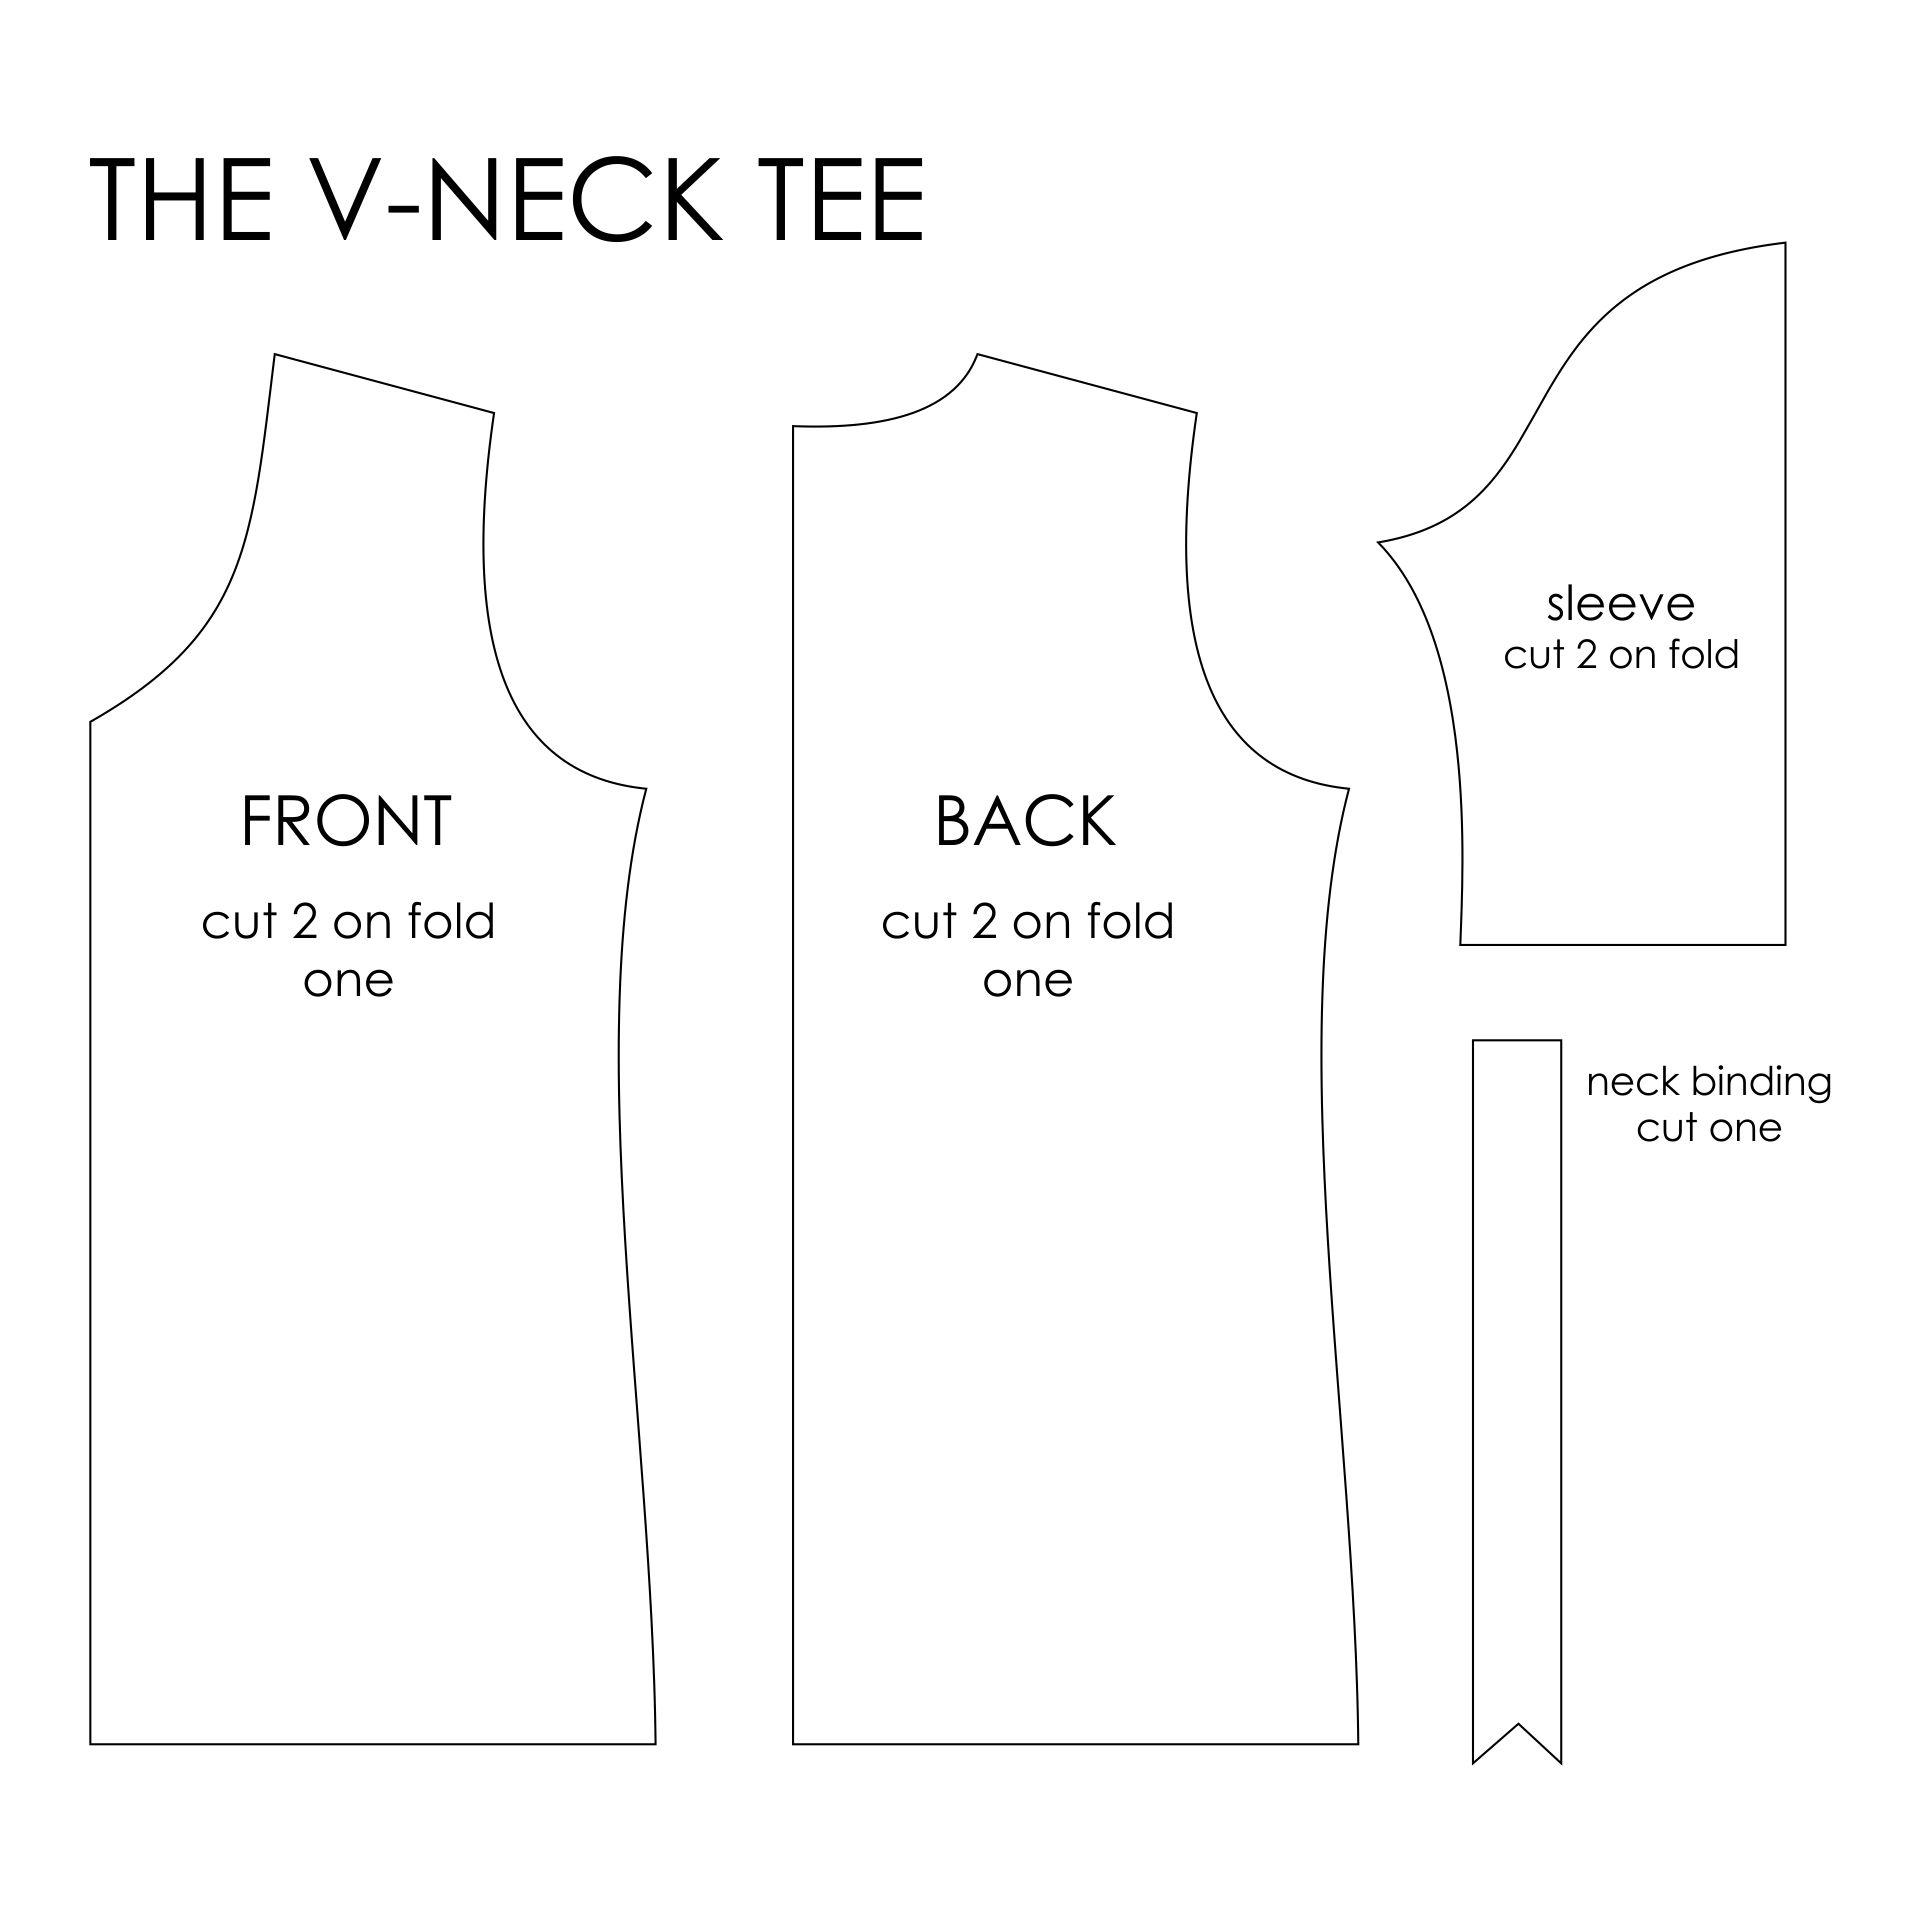 THE V-NECK TEE
FRONT
cut 2 on fold
one
BACK
cut 2 on fold
one
sleeve
cut 2 on fold
neck binding
cut one